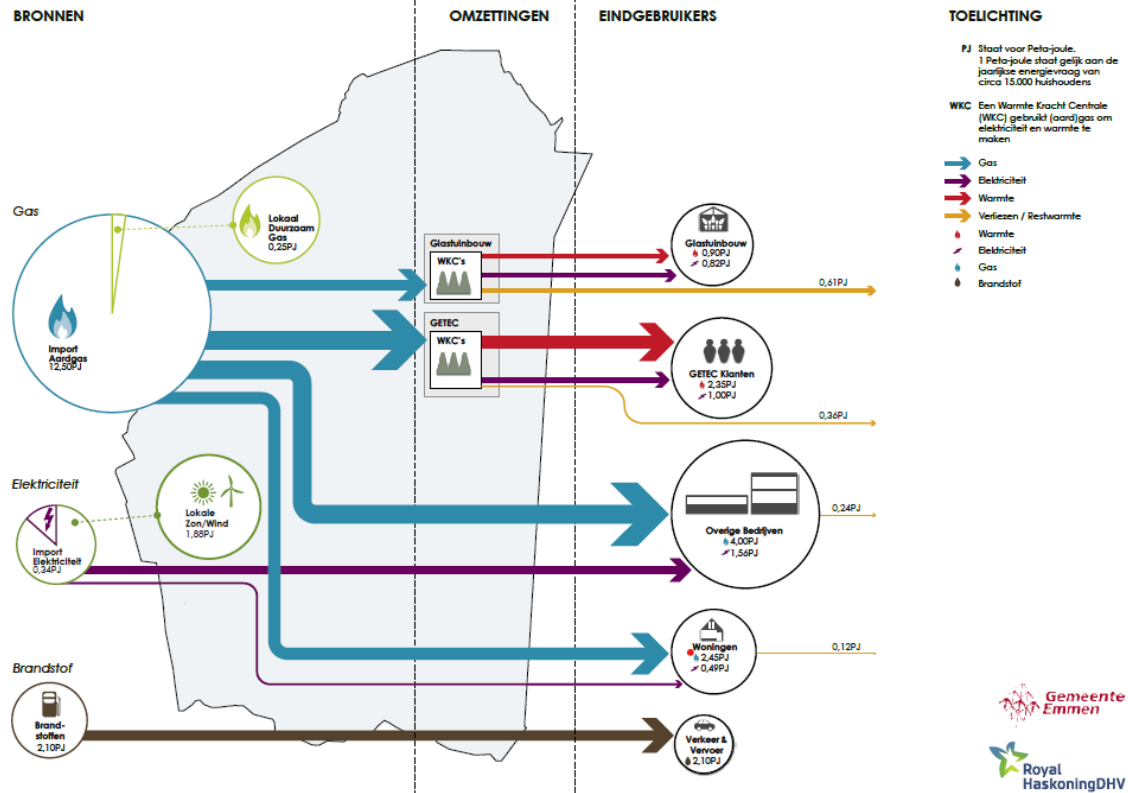 BRONNEN
OMZETTINGEN
EINDGEBRUIKERS
TOELICHTING
PJ Staat voor Peta-joule.
1 Peta-joule staat gelijk aan de
jaarlijkse energievraag van
circa 15.000 huishoudens
WKC Een Warmte Kracht Centrale
(WKC) gebruikt (aard)gas om
elektriciteit en warmte te
maken
Gas
Elektriciteit
Warmte
Verliezen / Restwarmte
Warmte
Elektriciteit
Gas
Brandstof
Gas
Lokaal
Duurzaam
Gas
0,25PJ
Import
Aardgas
12,50PJ
Glastuinbouw
WKC's
GETEC
WKC's
Glastuinbouw
0,90PJ
0,82PJ
0,61PJ
GETEC Klanten
2,35PJ
1,00PJ
0,36PJ
Elektriciteit
Lokale
Zon/Wind
1,88PJ
Import
Elektriciteit
0,34PJ
Overige Bedrijven
4,00PJ
1,56PJ
0,24PJ
Woningen
2,45PJ
0,49PJ
0,12PJ
Brandstof
Brand-
stoffen
2,10PJ
Verkeer &
Vervoer
2,10PJ
Gemeente
Emmen
Royal
HaskoningDHV